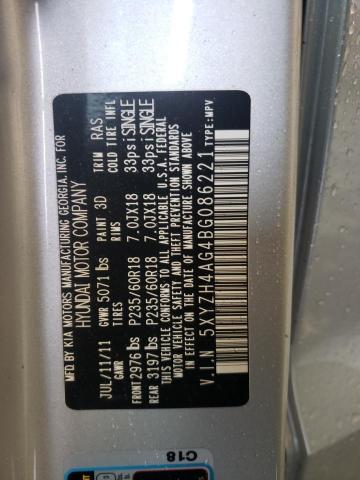 MFD.BY KIA MOTORS MANUFACTURING GEORGIA, INC. FOR
HYUNDAI MOTOR COMPANY
JUL/11/11 GVWR 5071 lbs PAINT 3D TRIM RAS
GAWR TIRES RIMS COLD TIRE INFL
FRONT 2976 lbs P235/60R18 7.0JX18 33psi SINGLE
REAR 3197 lbs P235/60R18 7.0JX18 33psi SINGLE
THIS VEHICLE CONFORMS TO ALL APPLICABLE U.S.A. FEDERAL
MOTOR VEHICLE SAFETY, BUMPER, AND THEFT PREVENTION
STANDARDS IN EFFECT ON THE DATE OF MANUFACTURE SHOWN
ABOVE.
V.I.N 5XYZH4AG4BG086221 TYPE:MPV
C18